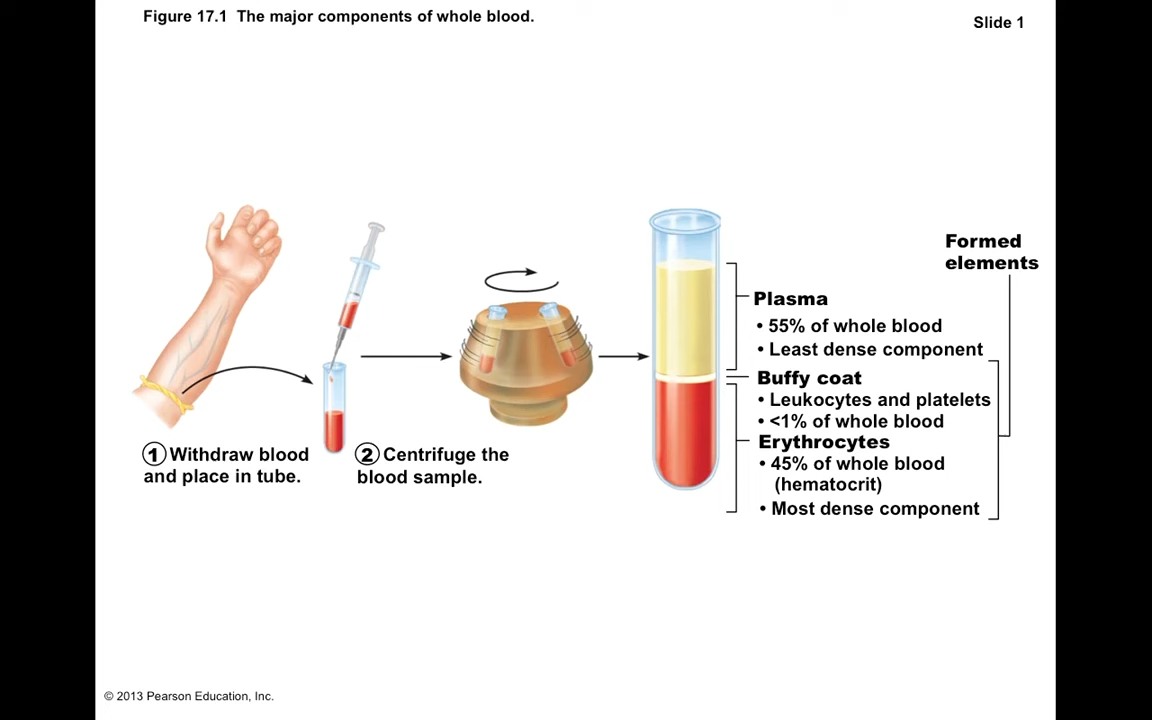 Figure 17.1 The major components of whole blood.
Slide 1
Formed
elements
Plasma
• 55% of whole blood
• Least dense component
Buffy coat
• Leukocytes and platelets
• <1% of whole blood
Erythrocytes
• 45% of whole blood
(hematocrit)
• Most dense component
1 Withdraw blood
and place in tube.
2 Centrifuge the
blood sample.
© 2013 Pearson Education, Inc.